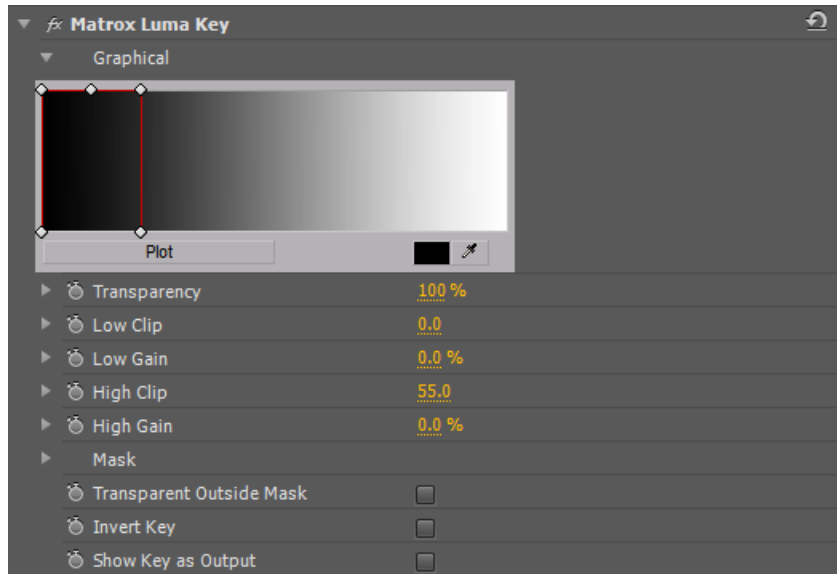 fx Matrox Luma Key
Graphical
Plot
Transparency 100 %
Low Clip 0.0
Low Gain 0.0 %
High Clip 55.0
High Gain 0.0 %
Mask
Transparent Outside Mask
Invert Key
Show Key as Output